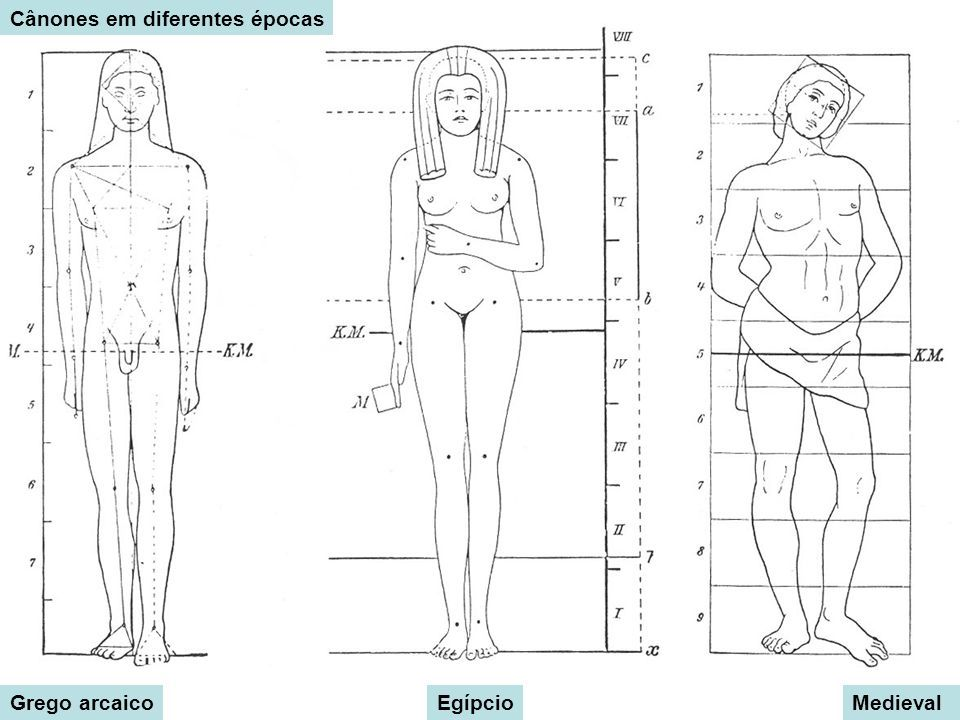 Cânones em diferentes épocas
1
2
3
4
M.
K.M.
5
6
7
VIII
c
a
VII
VI
V
b
K.M.
IV
M
III
II
7
I
x
1
2
3
4
5
K.M.
6
7
8
9
Grego arcaico
Egípcio
Medieval